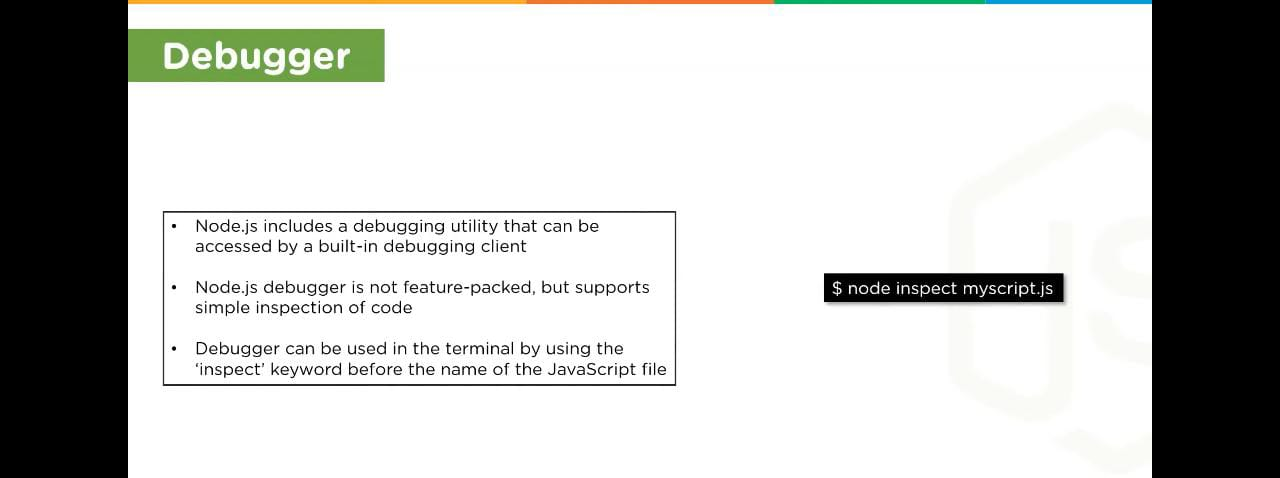 Debugger
• Node.js includes a debugging utility that can be
accessed by a built-in debugging client
• Node.js debugger is not feature-packed, but supports
simple inspection of code
• Debugger can be used in the terminal by using the
‘inspect’ keyword before the name of the JavaScript file
$ node inspect myscript.js
JS